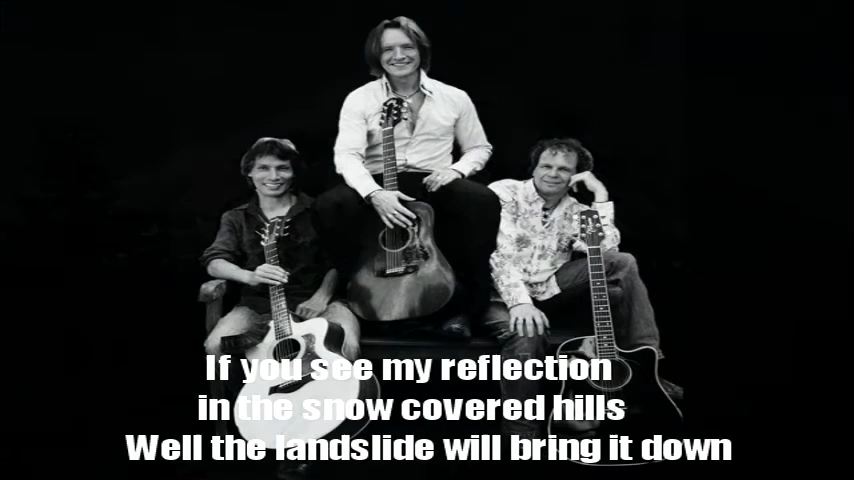 If you see my reflection
in the snow covered hills
Well the landslide will bring it down